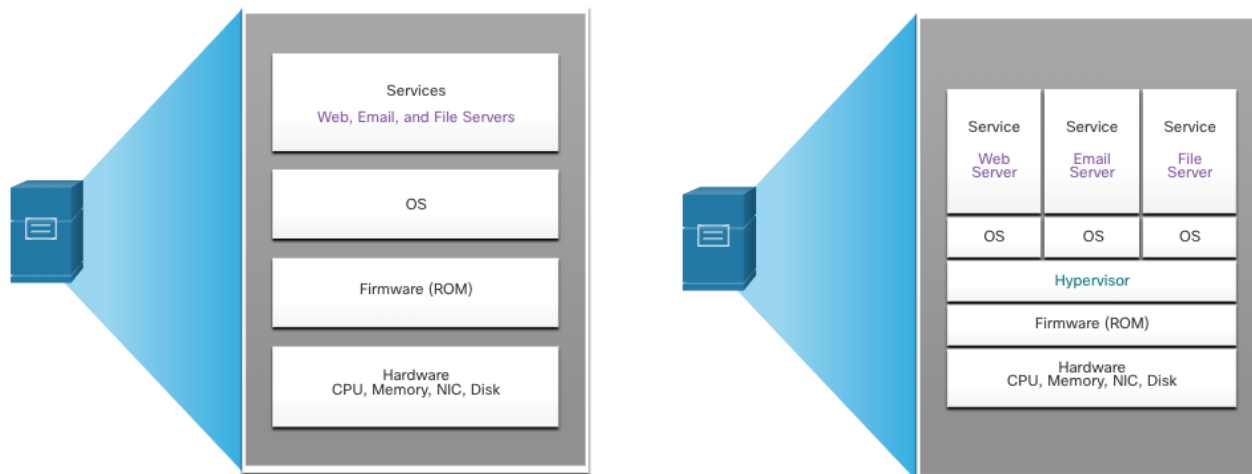 Services
Web, Email, and File Servers
OS
Firmware (ROM)
Hardware
CPU, Memory, NIC, Disk
Service
Web
Server
Service
Email
Server
Service
File
Server
OS
OS
OS
Hypervisor
Firmware (ROM)
Hardware
CPU, Memory, NIC, Disk